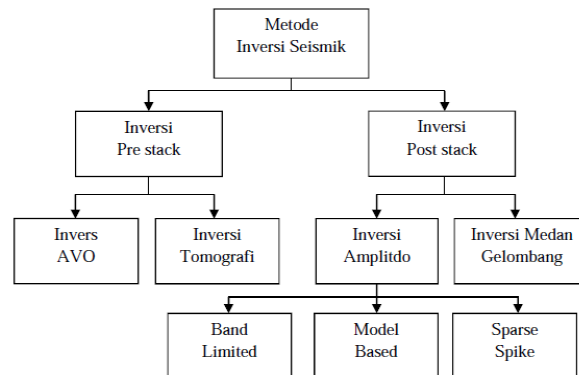 Metode
Inversi Seismik
Inversi
Pre stack
Inversi
Post stack
Invers
AVO
Inversi
Tomografi
Inversi
Amplitdo
Inversi Medan
Gelombang
Band
Limited
Model
Based
Sparse
Spike